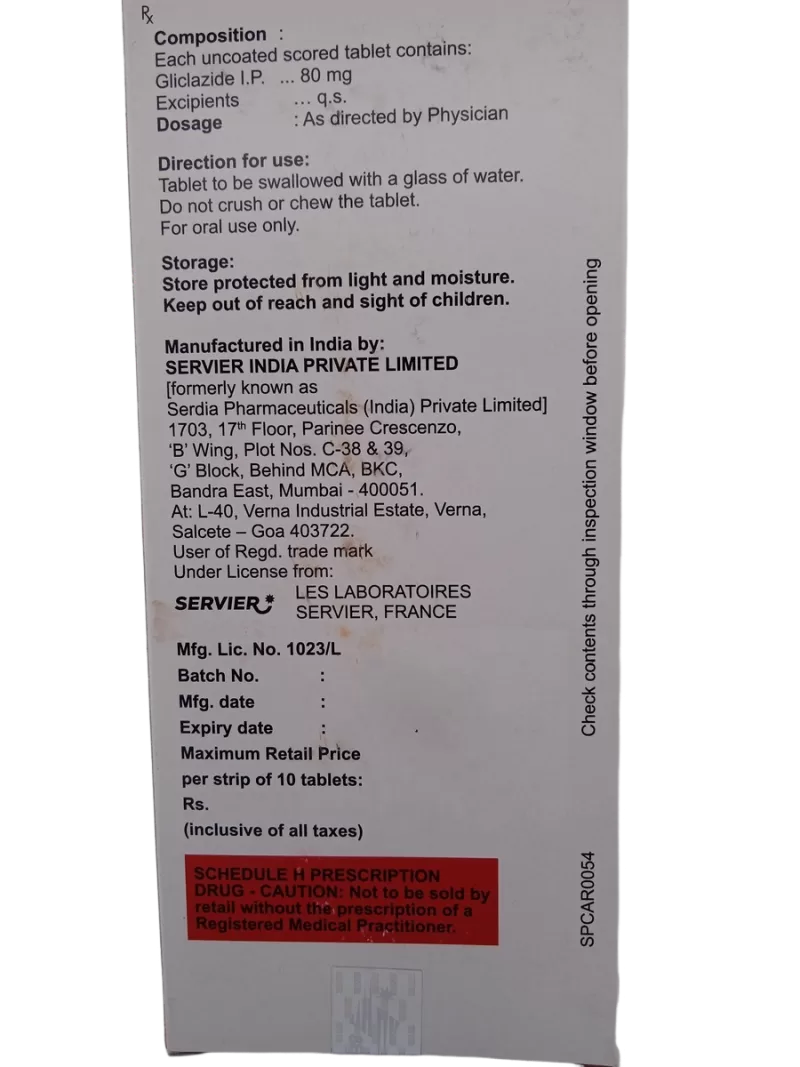 Rx
Composition :
Each uncoated scored tablet contains:
Gliclazide I.P. ... 80 mg
Excipients ... q.s.
Dosage : As directed by Physician
Direction for use:
Tablet to be swallowed with a glass of water.
Do not crush or chew the tablet.
For oral use only.
Storage:
Store protected from light and moisture.
Keep out of reach and sight of children.
Manufactured in India by:
SERVIER INDIA PRIVATE LIMITED
[formerly known as
Serdia Pharmaceuticals (India) Private Limited]
1703, 17th Floor, Parinee Crescenzo,
‘B’ Wing, Plot Nos. C-38 & 39,
‘G’ Block, Behind MCA, BKC,
Bandra East, Mumbai - 400051.
At: L-40, Verna Industrial Estate, Verna,
Salcete – Goa 403722.
User of Regd. trade mark
Under License from:
SERVIER LES LABORATOIRES
SERVIER, FRANCE
Mfg. Lic. No. 1023/L
Batch No. :
Mfg. date :
Expiry date :
Maximum Retail Price
per strip of 10 tablets:
Rs.
(inclusive of all taxes)
SCHEDULE H PRESCRIPTION
DRUG - CAUTION: Not to be sold by
retail without the prescription of a
Registered Medical Practitioner.
Check contents through inspection window before opening
SPCAR0054